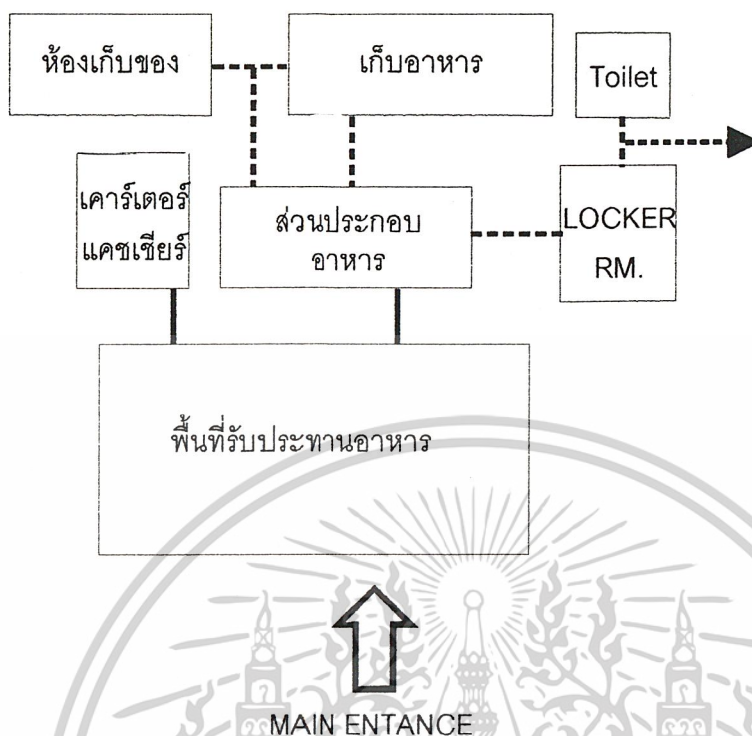 ห้องเก็บของ
เก็บอาหาร
Toilet
เคาร์เตอร์
แคชเชียร์
ส่วนประกอบ
อาหาร
LOCKER
RM.
พื้นที่รับประทานอาหาร
MAIN ENTANCE